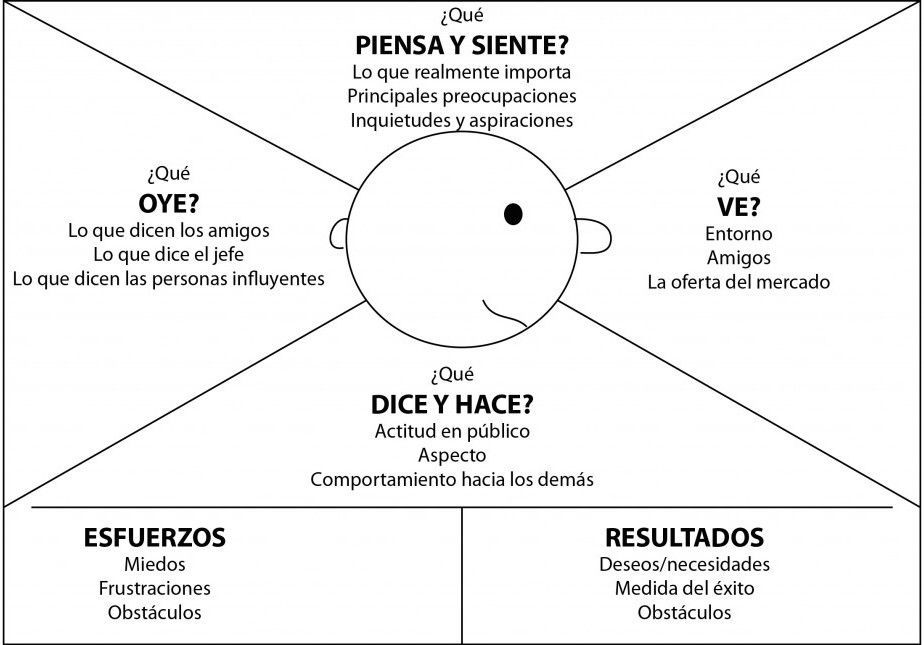 ¿Qué
PIENSA Y SIENTE?
Lo que realmente importa
Principales preocupaciones
Inquietudes y aspiraciones
¿Qué
OYE?
Lo que dicen los amigos
Lo que dice el jefe
Lo que dicen las personas influyentes
¿Qué
VE?
Entorno
Amigos
La oferta del mercado
¿Qué
DICE Y HACE?
Actitud en público
Aspecto
Comportamiento hacia los demás
ESFUERZOS
Miedos
Frustraciones
Obstáculos
RESULTADOS
Deseos/necesidades
Medida del éxito
Obstáculos